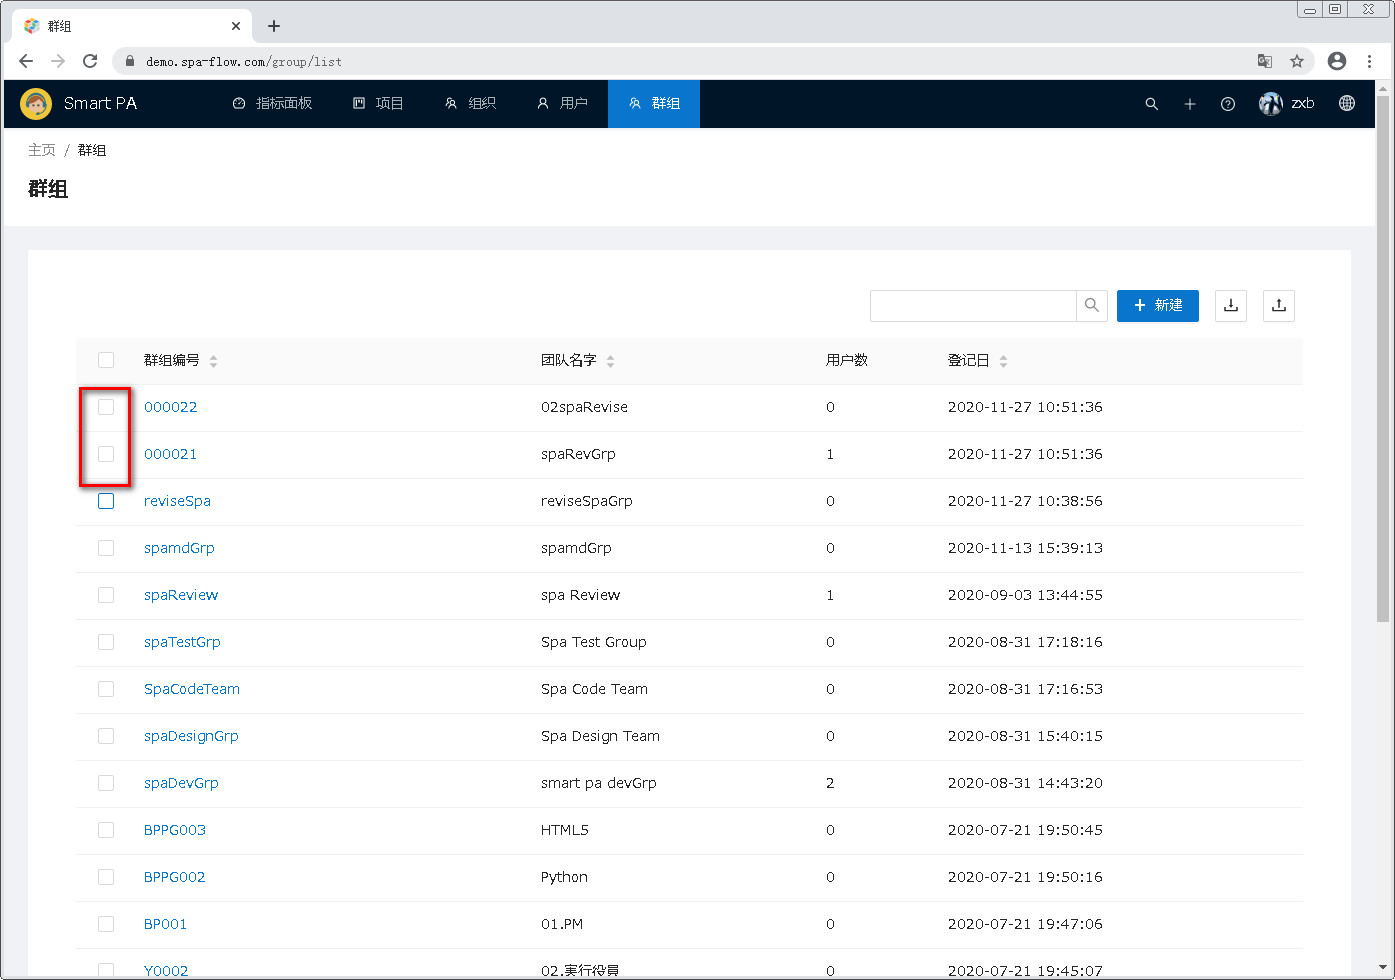 群组
demo.spa-flow.com/group/list
Smart PA 指标面板 项目 组织 用户 群组 zxb
主页 / 群组
群组
新建
群组编号 团队名字 用户数 登记日
000022 02spaRevise 0 2020-11-27 10:51:36
000021 spaRevGrp 1 2020-11-27 10:51:36
reviseSpa reviseSpaGrp 0 2020-11-27 10:38:56
spamdGrp spamdGrp 0 2020-11-13 15:39:13
spaReview spa Review 1 2020-09-03 13:44:55
spaTestGrp Spa Test Group 0 2020-08-31 17:18:16
SpaCodeTeam Spa Code Team 0 2020-08-31 17:16:53
spaDesignGrp Spa Design Team 0 2020-08-31 15:40:15
spaDevGrp smart pa devGrp 2 2020-08-31 14:43:20
BPPG003 HTML5 0 2020-07-21 19:50:45
BPPG002 Python 0 2020-07-21 19:50:16
BP001 01.PM 0 2020-07-21 19:47:06
Y0002 02.実行役員 0 2020-07-21 19:45:07